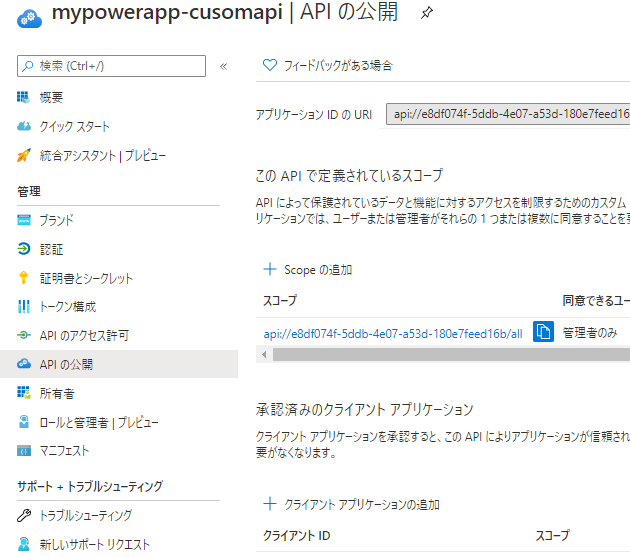 mypowerapp-cusomapi | API の公開
検索 (Ctrl+/)
«
概要
クイック スタート
統合アシスタント | プレビュー
管理
ブランド
認証
証明書とシークレット
トークン構成
API のアクセス許可
API の公開
所有者
ロールと管理者 | プレビュー
マニフェスト
サポート + トラブルシューティング
トラブルシューティング
新しいサポート リクエスト
フィードバックがある場合
アプリケーション ID の URI
api://e8df074f-5ddb-4e07-a53d-180e7feed16
この API で定義されているスコープ
API によって保護されているデータと機能に対するアクセスを制限するためのカスタム
リケーションでは、ユーザーまたは管理者がそれらの 1 つまたは複数に同意することを
Scope の追加
スコープ 同意できるユー
api://e8df074f-5ddb-4e07-a53d-180e7feed16b/all 管理者のみ
承認済みのクライアント アプリケーション
クライアント アプリケーションを承認すると、この API によりアプリケーションが信頼され
要がなくなります。
クライアント アプリケーションの追加
クライアント ID スコープ